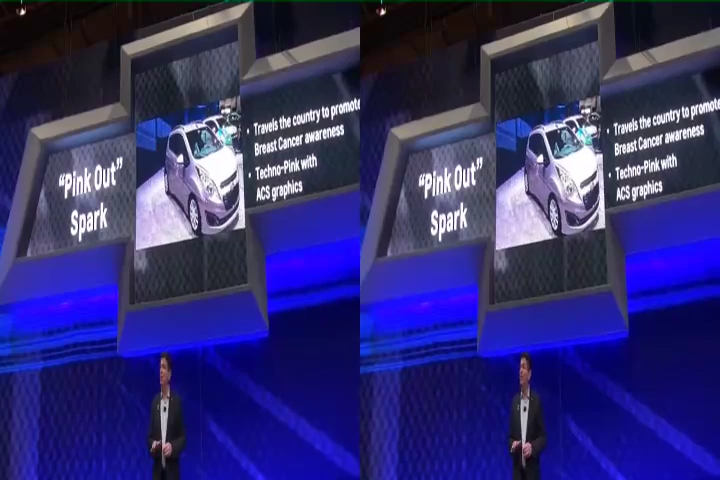 "Pink Out"
Spark
• Travels the country to promote
Breast Cancer awareness
• Techno-Pink with
ACS graphics
"Pink Out"
Spark
• Travels the country to promote
Breast Cancer awareness
• Techno-Pink with
ACS graphics